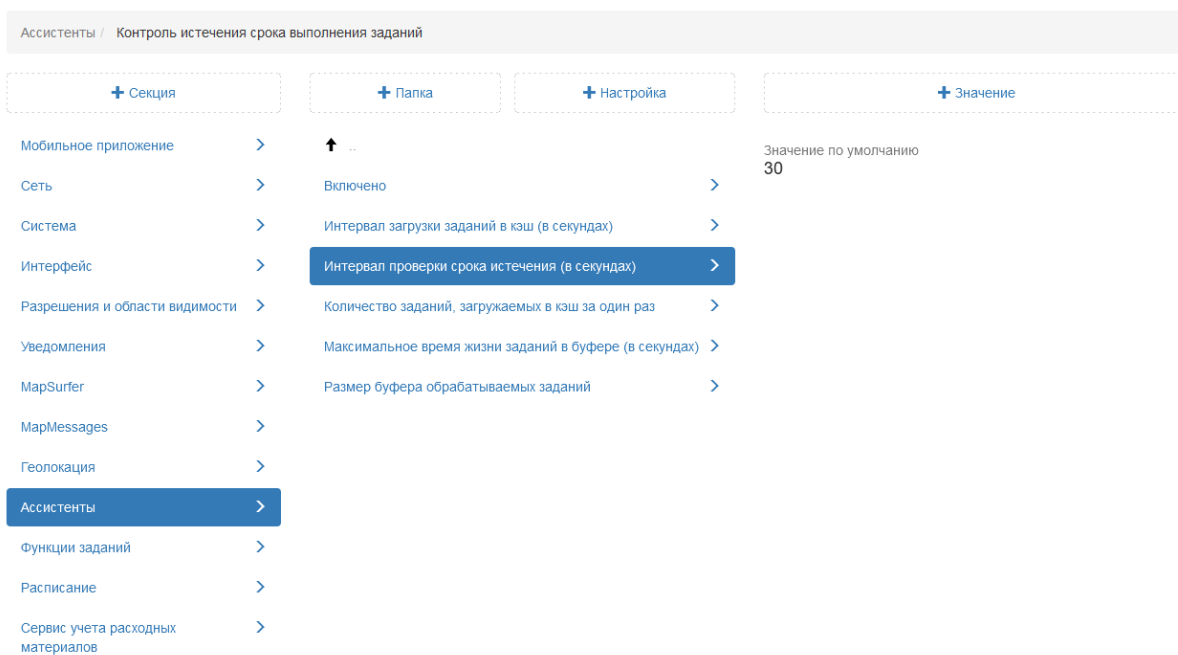 Ассистенты / Контроль истечения срока выполнения заданий
+ Секция
+ Папка
+ Настройка
+ Значение
Мобильное приложение
Сеть
Система
Интерфейс
Разрешения и области видимости
Уведомления
MapSurfer
MapMessages
Геолокация
Ассистенты
Функции заданий
Расписание
Сервис учета расходных
материалов
..
Включено
Интервал загрузки заданий в кэш (в секундах)
Интервал проверки срока истечения (в секундах)
Количество заданий, загружаемых в кэш за один раз
Максимальное время жизни заданий в буфере (в секундах)
Размер буфера обрабатываемых заданий
Значение по умолчанию
30